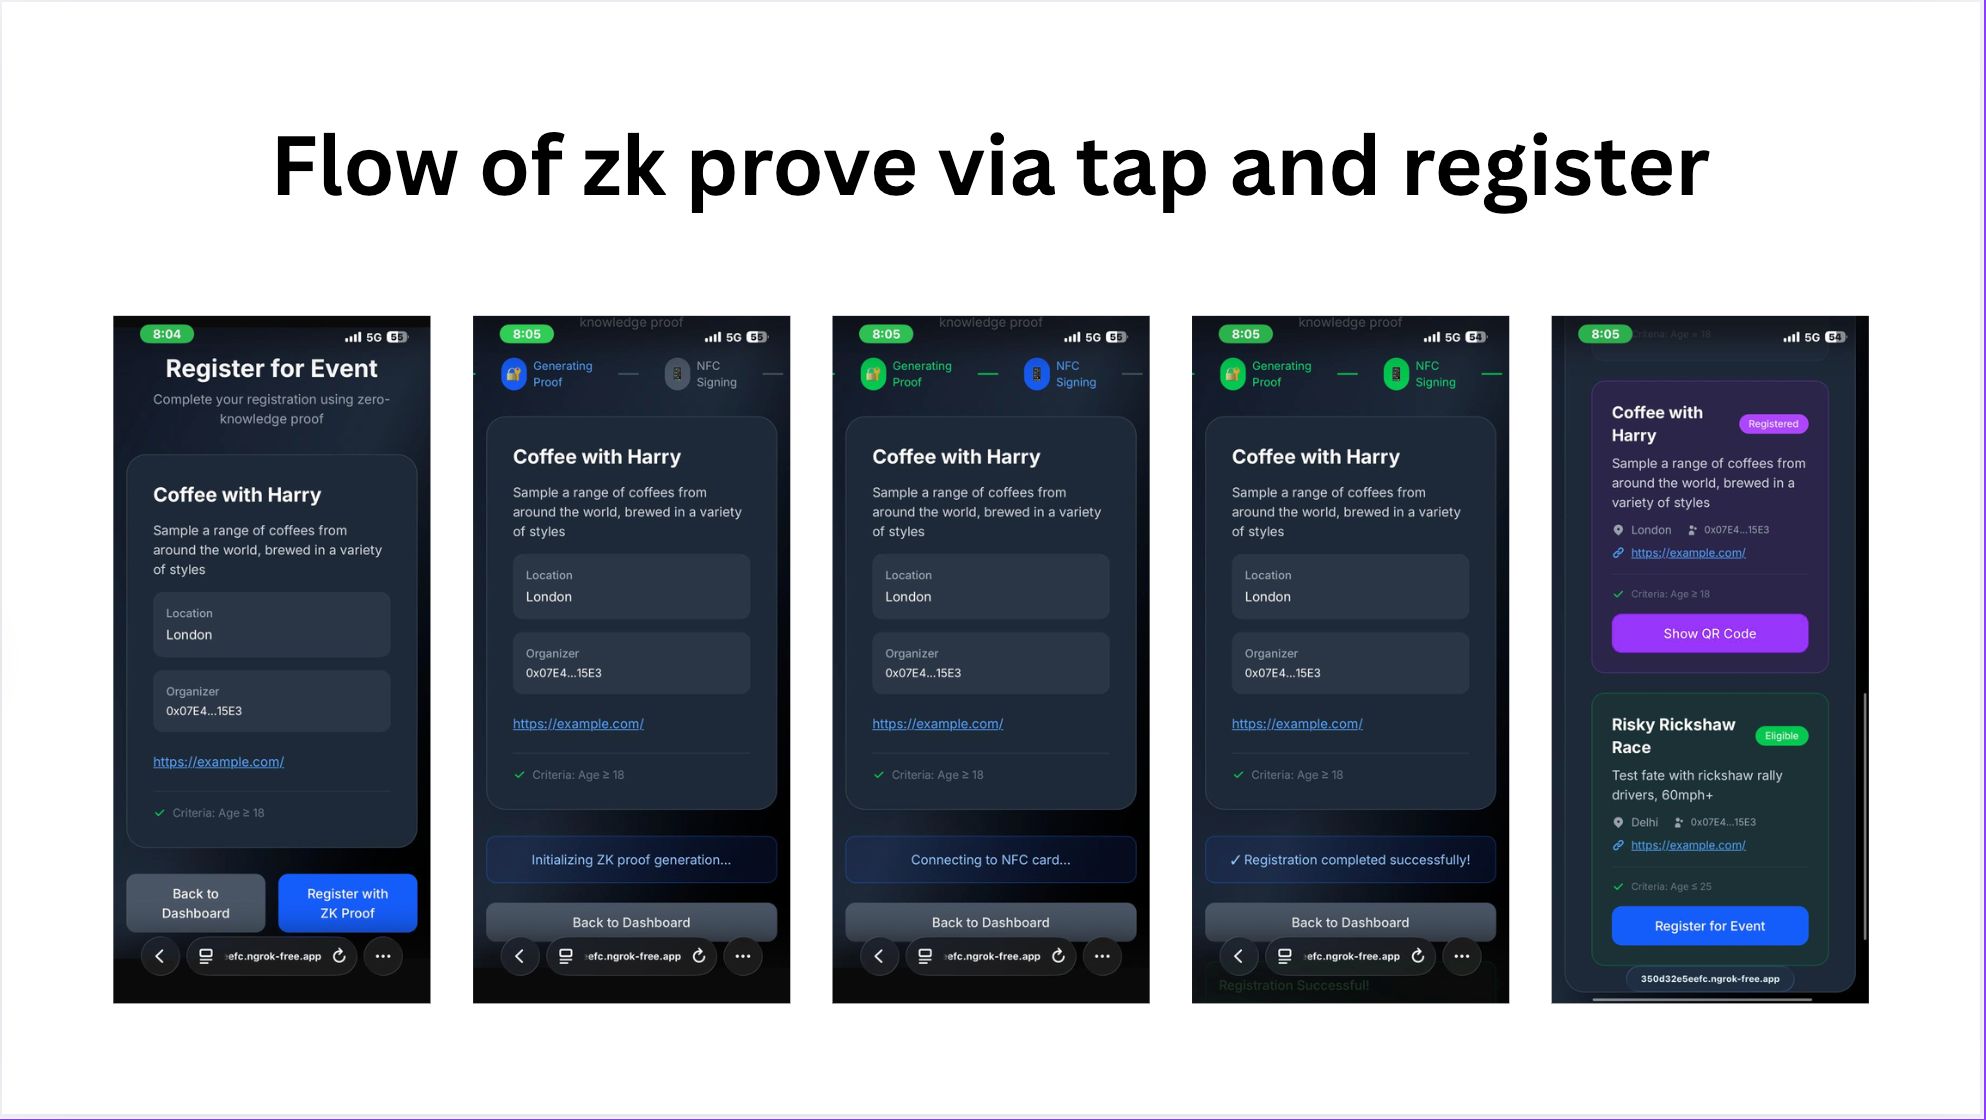 Flow of zk prove via tap and register
8:04
5G 55
Register for Event
Complete your registration using zero-
knowledge proof
Coffee with Harry
Sample a range of coffees from
around the world, brewed in a variety
of styles
Location
London
Organizer
0x07E4...15E3
https://example.com/
Criteria: Age ≥ 18
Back to
Dashboard
Register with
ZK Proof
efc.ngrok-free.app
knowledge proof
8:05
5G 55
Generating
Proof
NFC
Signing
Coffee with Harry
Sample a range of coffees from
around the world, brewed in a variety
of styles
Location
London
Organizer
0x07E4...15E3
https://example.com/
Criteria: Age ≥ 18
Initializing ZK proof generation...
Back to Dashboard
efc.ngrok-free.app
knowledge proof
8:05
5G 55
Generating
Proof
NFC
Signing
Coffee with Harry
Sample a range of coffees from
around the world, brewed in a variety
of styles
Location
London
Organizer
0x07E4...15E3
https://example.com/
Criteria: Age ≥ 18
Connecting to NFC card...
Back to Dashboard
efc.ngrok-free.app
knowledge proof
8:05
5G 54
Generating
Proof
NFC
Signing
Coffee with Harry
Sample a range of coffees from
around the world, brewed in a variety
of styles
Location
London
Organizer
0x07E4...15E3
https://example.com/
Criteria: Age ≥ 18
✓ Registration completed successfully!
Back to Dashboard
efc.ngrok-free.app
Registration Successful!
8:05
Criteria: Age ≥ 18
5G 54
Coffee with
Harry
Registered
Sample a range of coffees from
around the world, brewed in a
variety of styles
London 0x07E4...15E3
https://example.com/
Criteria: Age ≥ 18
Show QR Code
Risky Rickshaw
Race
Eligible
Test fate with rickshaw rally
drivers, 60mph+
Delhi 0x07E4...15E3
https://example.com/
Criteria: Age ≤ 25
Register for Event
350d32e5eefc.ngrok-free.app